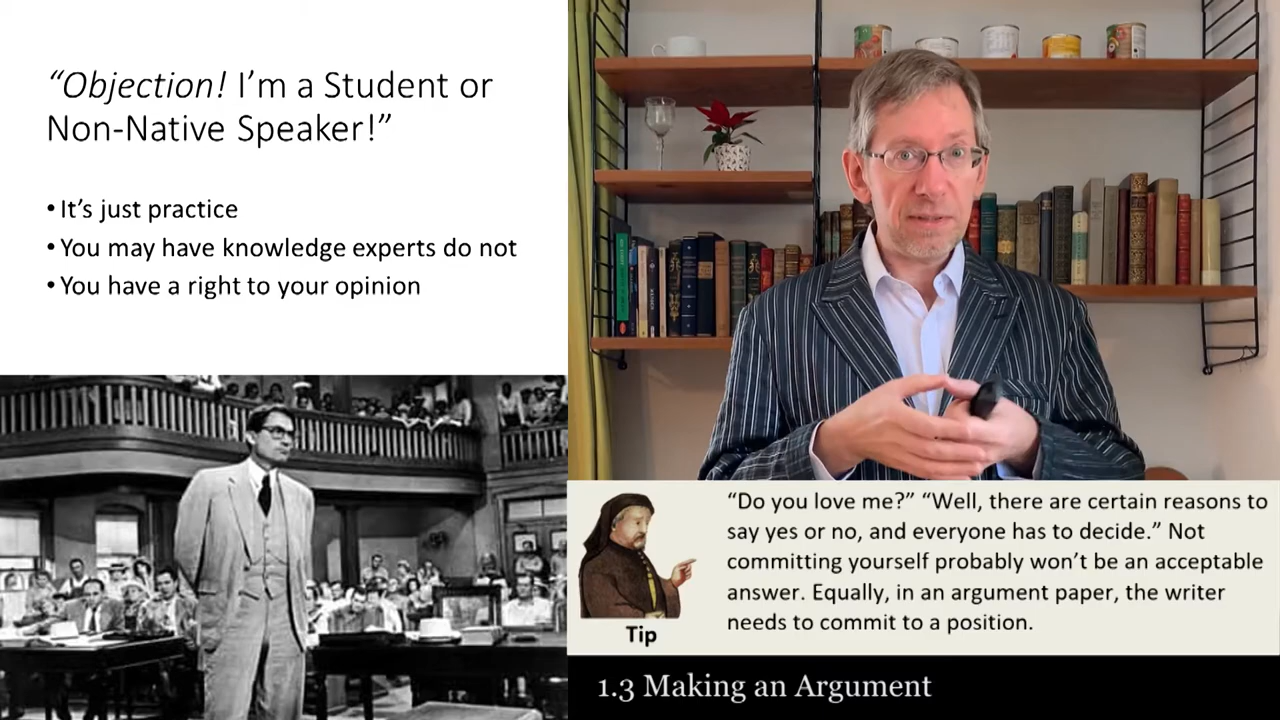 “Objection! I’m a Student or
Non-Native Speaker!”
• It’s just practice
• You may have knowledge experts do not
• You have a right to your opinion
“Do you love me?” “Well, there are certain reasons to
say yes or no, and everyone has to decide.” Not
committing yourself probably won’t be an acceptable
answer. Equally, in an argument paper, the writer
needs to commit to a position.
Tip
1.3 Making an Argument